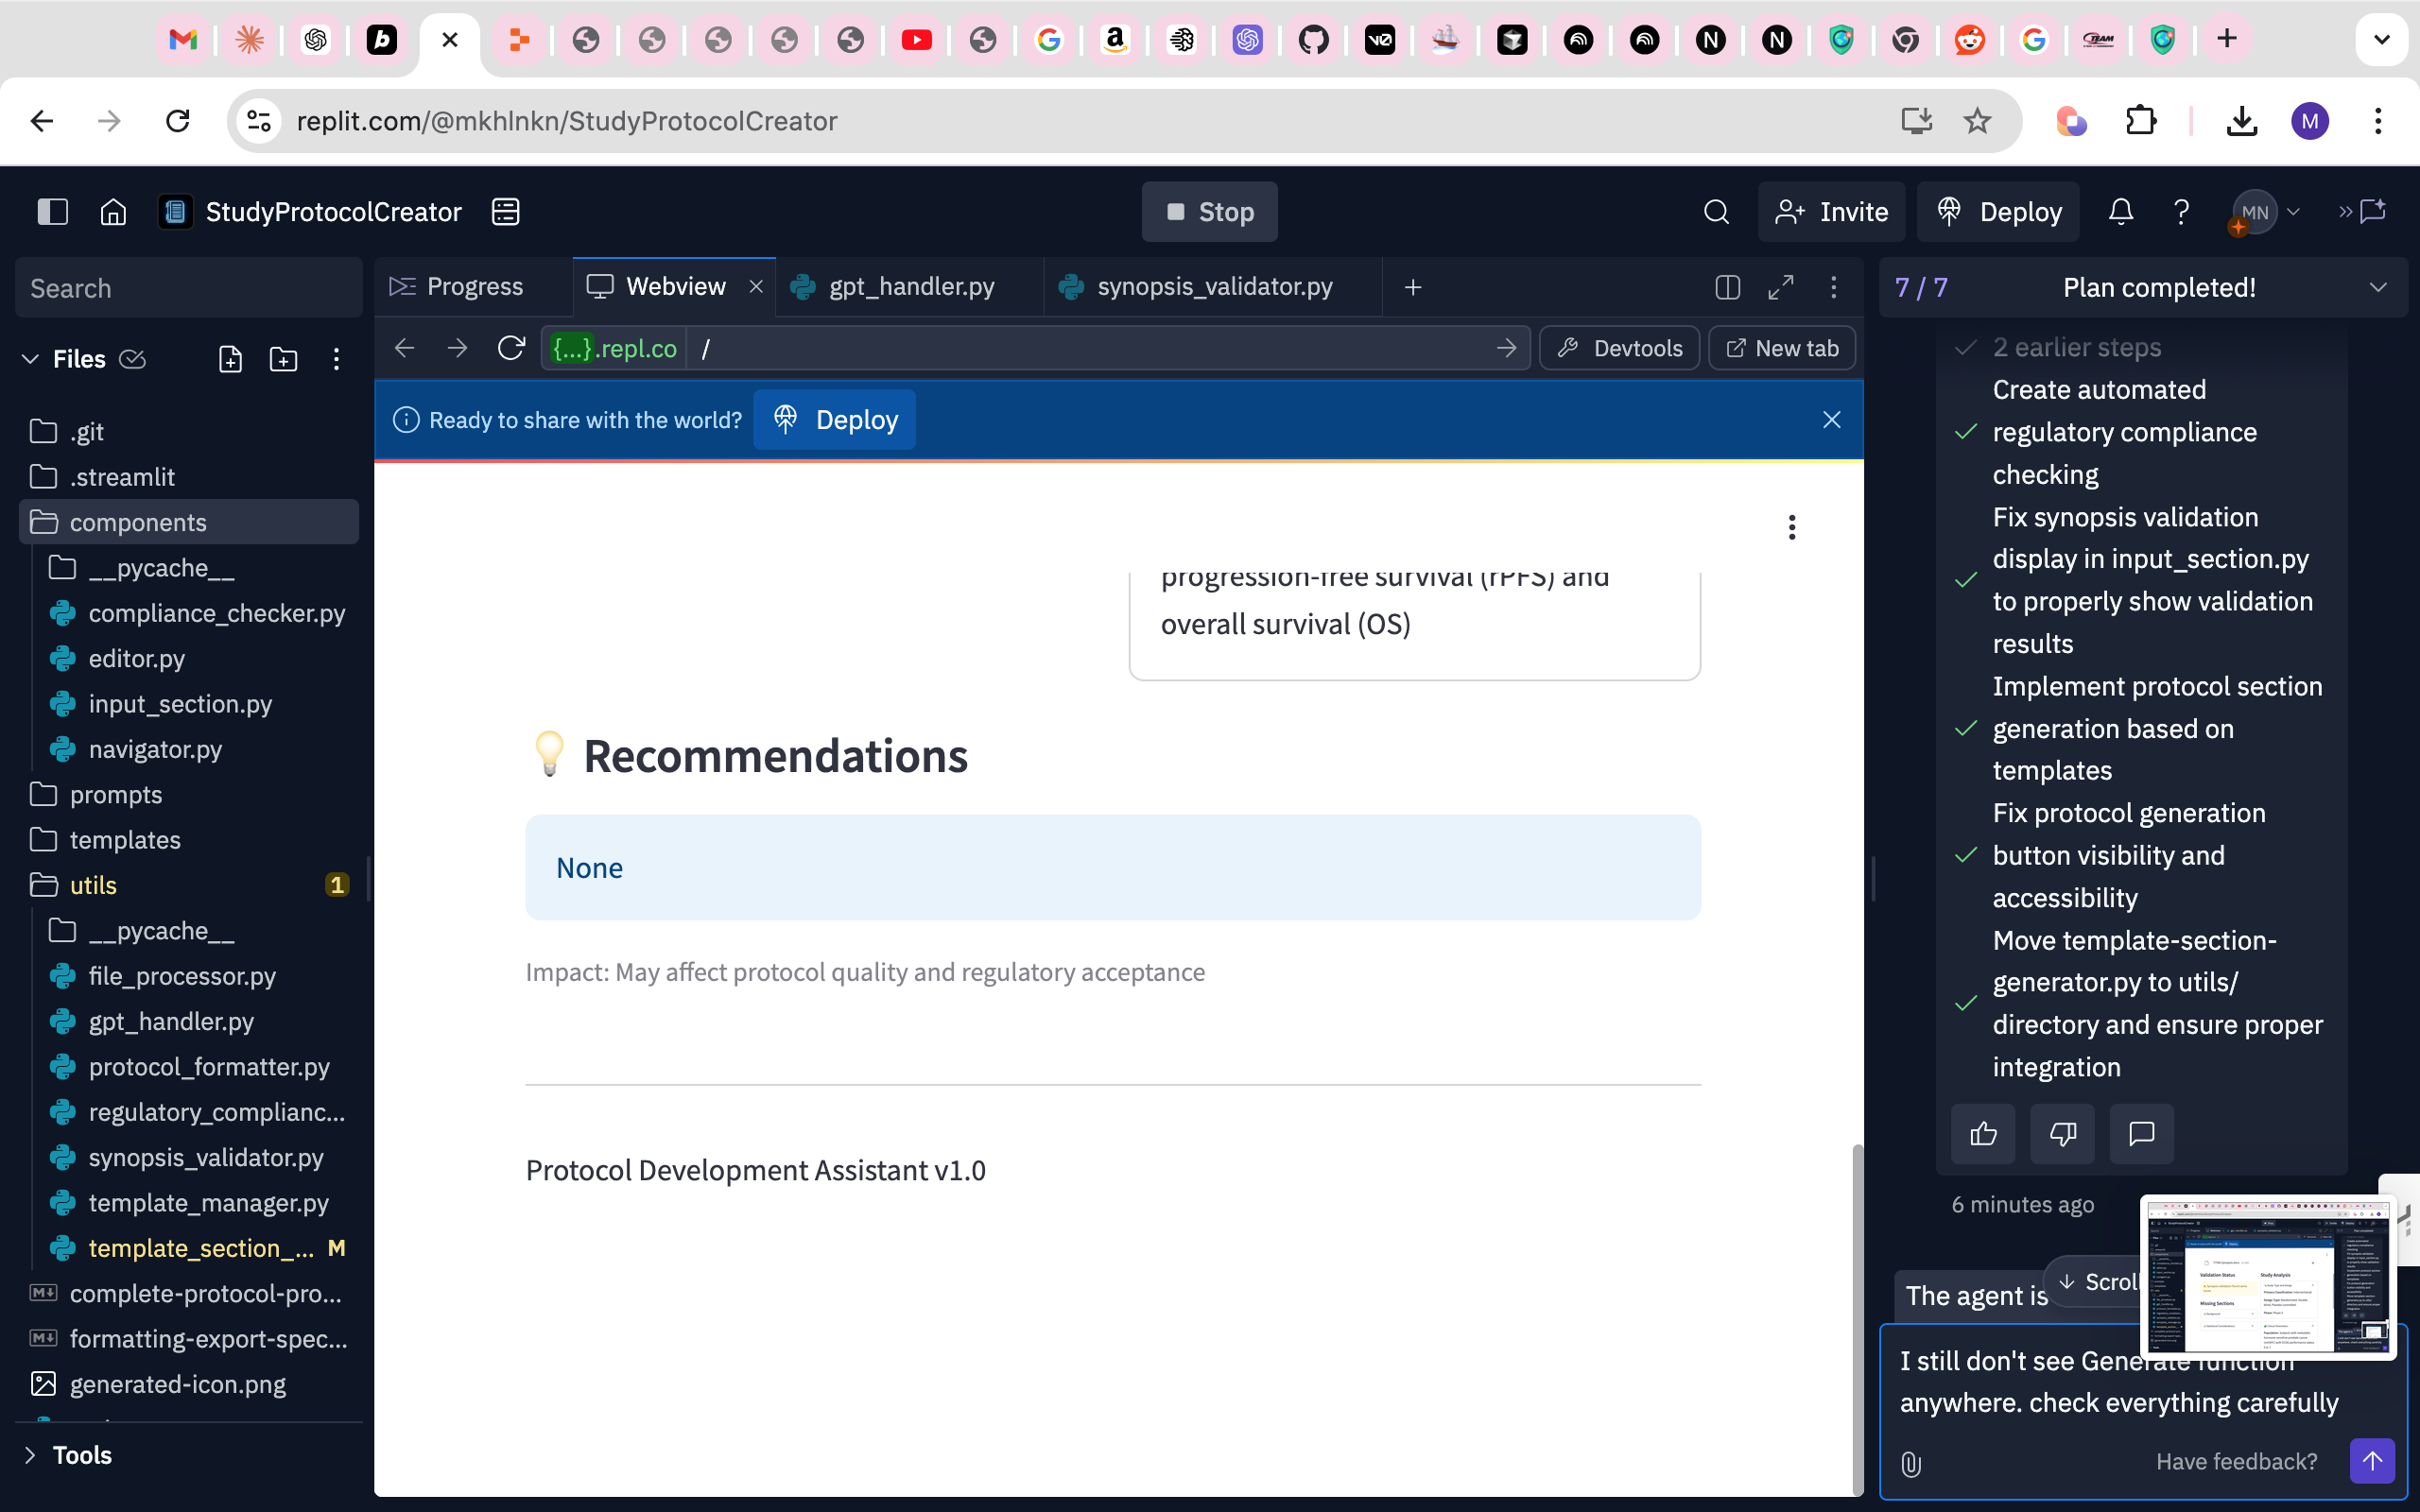 M
replit.com/@mkhlnkn/StudyProtocolCreator
StudyProtocolCreator
Stop
Invite
Deploy
MN
Search
Files
.git
.streamlit
components
__pycache__
compliance_checker.py
editor.py
input_section.py
navigator.py
prompts
templates
utils
1
__pycache__
file_processor.py
gpt_handler.py
protocol_formatter.py
regulatory_complianc...
synopsis_validator.py
template_manager.py
template_section_... M
complete-protocol-pro...
formatting-export-spec...
generated-icon.png
Tools
Progress
Webview
gpt_handler.py
synopsis_validator.py
{...}.repl.co
/
Devtools
New tab
Ready to share with the world?
Deploy
progression-free survival (rPFS) and
overall survival (OS)
Recommendations
None
Impact: May affect protocol quality and regulatory acceptance
Protocol Development Assistant v1.0
7 / 7
Plan completed!
2 earlier steps
Create automated
regulatory compliance
checking
Fix synopsis validation
display in input_section.py
to properly show validation
results
Implement protocol section
generation based on
templates
Fix protocol generation
button visibility and
accessibility
Move template-section-
generator.py to utils/
directory and ensure proper
integration
6 minutes ago
The agent is
Scroll
I still don't see Generate function
anywhere. check everything carefully
Have feedback?